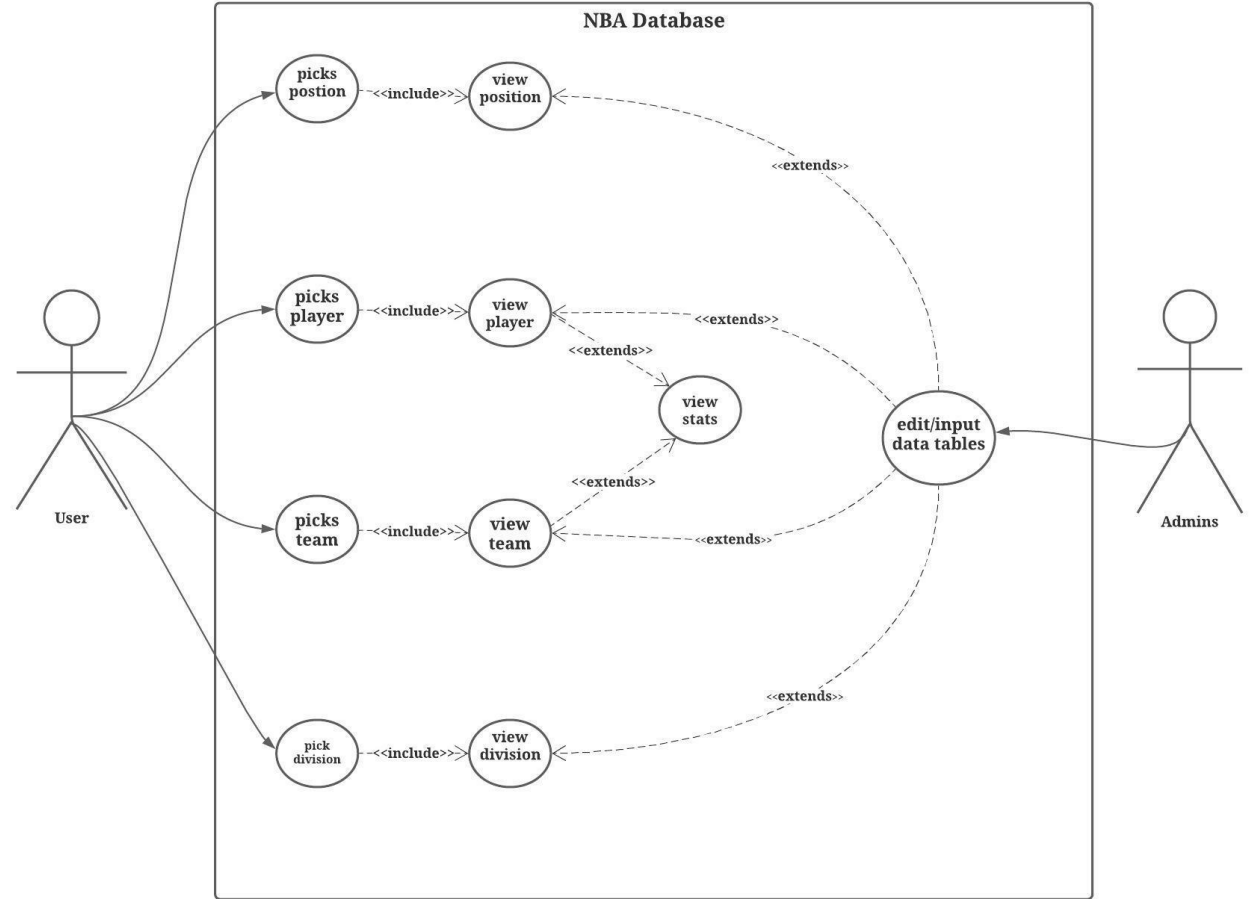 NBA Database
picks
postion
<<include>>
view
position
<<extends>>
picks
player
<<include>>
view
player
<<extends>>
<<extends>>
view
stats
edit/input
data tables
<<extends>>
picks
team
<<include>>
view
team
<<extends>>
User
Admins
<<extends>>
pick
division
<<include>>
view
division